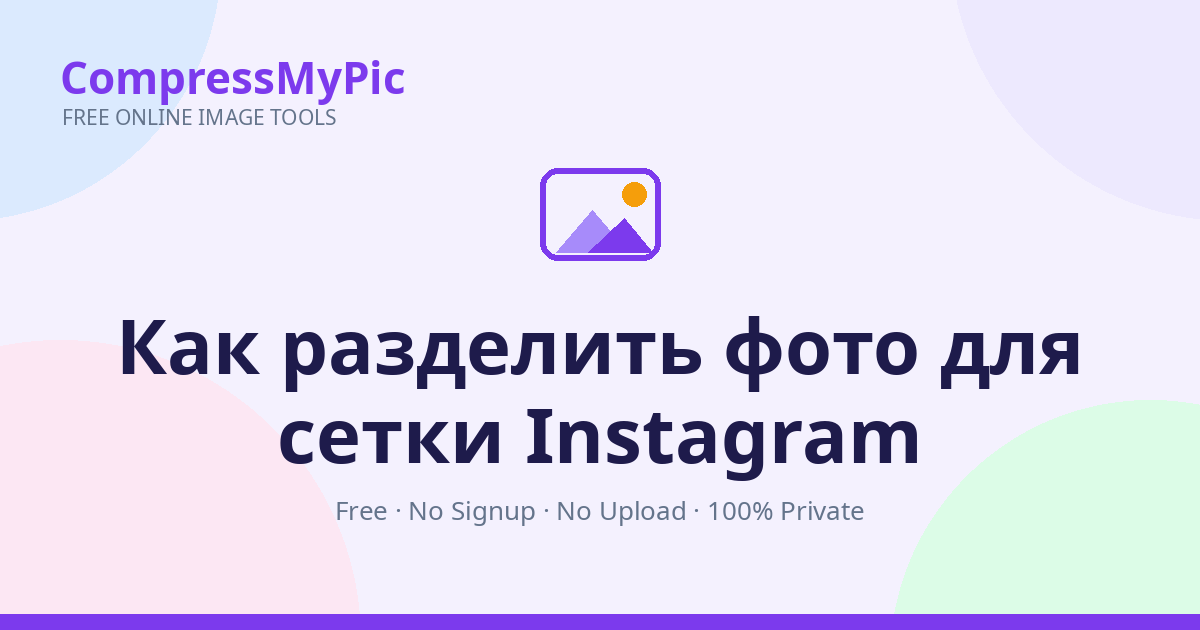 CompressMyPic
FREE ONLINE IMAGE TOOLS
Как разделить фото для
сетки Instagram
Free · No Signup · No Upload · 100% Private